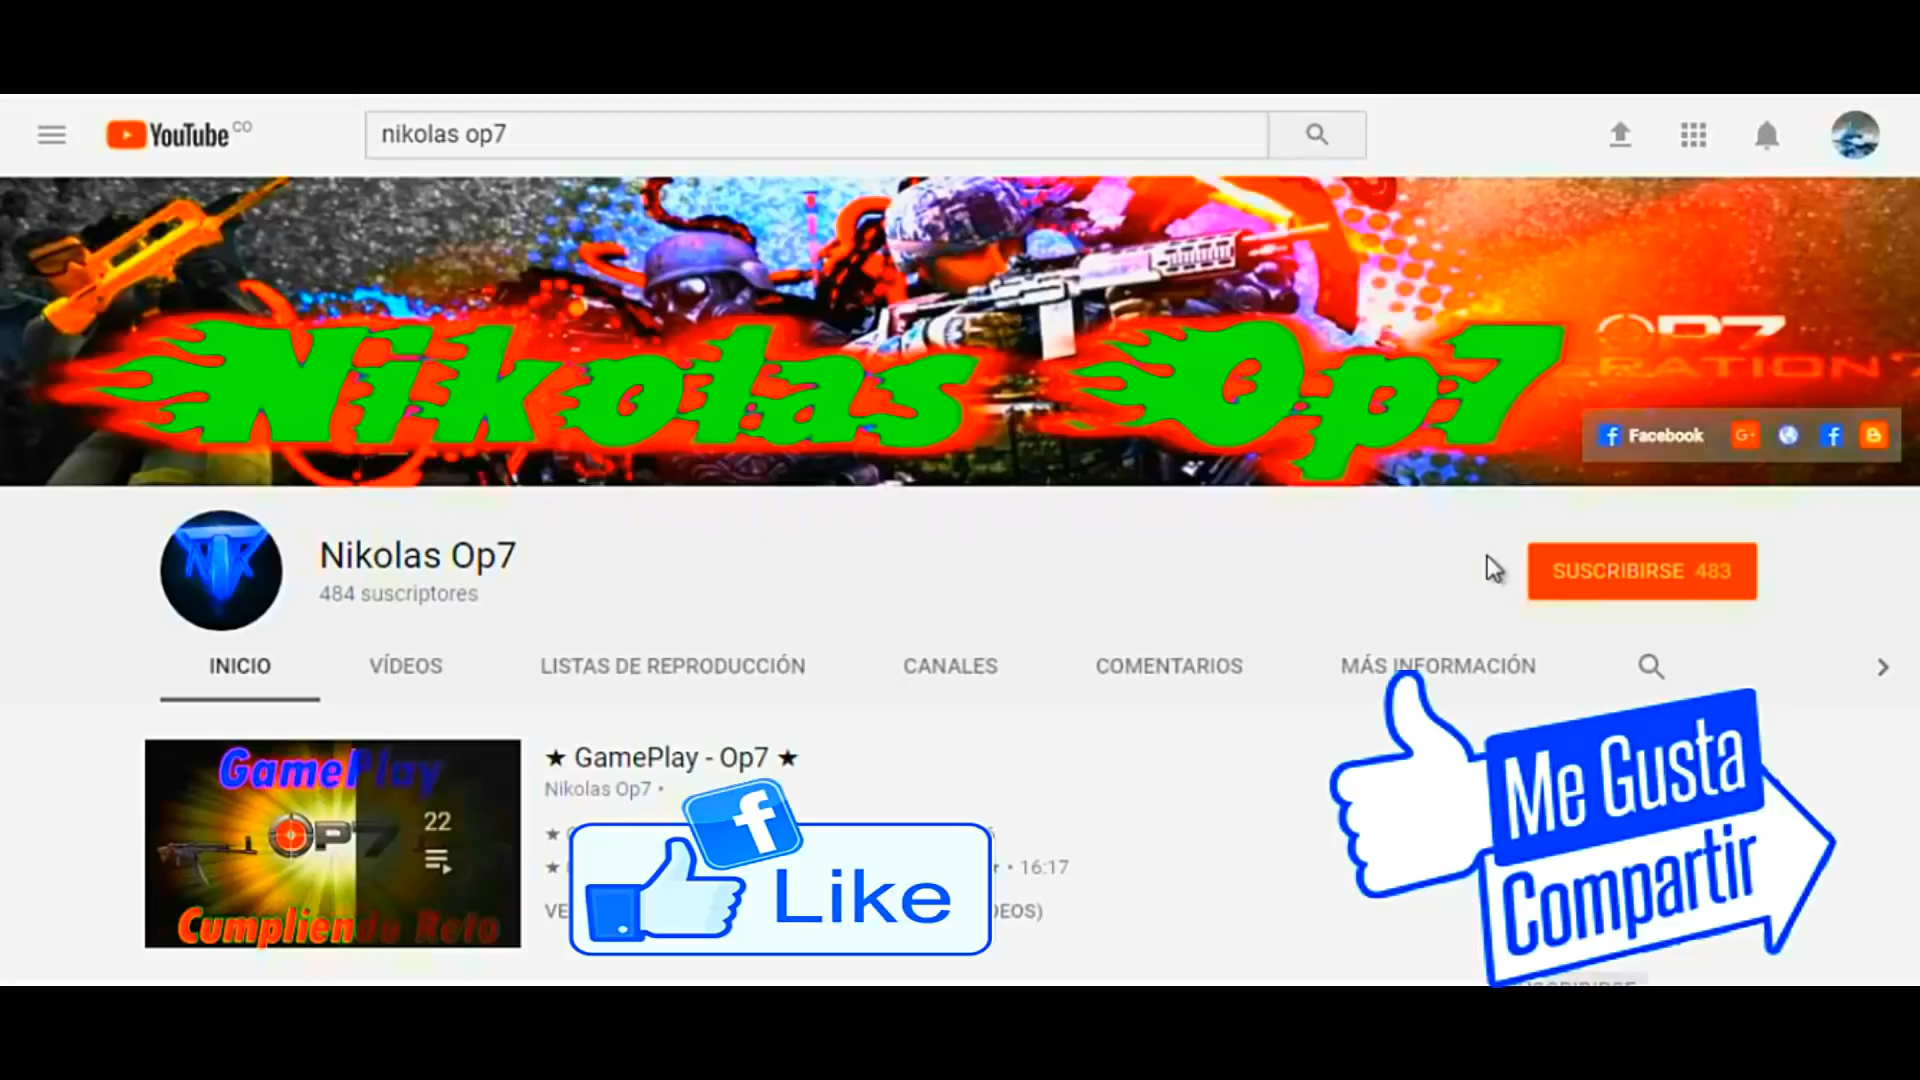 YouTube CO
nikolas op7
Nikolas Op7
OP7
Facebook
Nikolas Op7
484 suscriptores
SUSCRIBIRSE 483
INICIO
VÍDEOS
LISTAS DE REPRODUCCIÓN
CANALES
COMENTARIOS
MÁS INFORMACIÓN
GamePlay
OP7
22
Cumpliendo Reto
★ GamePlay - Op7 ★
Nikolas Op7 •
• 16:17
Like
Me Gusta
Compartir